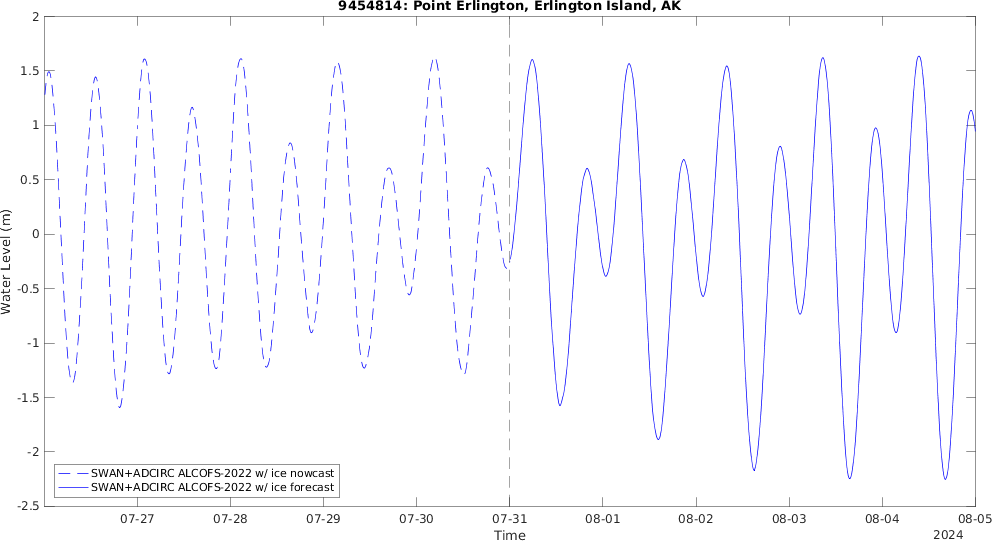 9454814: Point Erlington, Erlington Island, AK
2
1.5
1
0.5
0
-0.5
-1
-1.5
-2
-2.5
Water Level (m)
SWAN+ADCIRC ALCOFS-2022 w/ ice nowcast
SWAN+ADCIRC ALCOFS-2022 w/ ice forecast
07-27 07-28 07-29 07-30 07-31 08-01 08-02 08-03 08-04 08-05
Time
2024